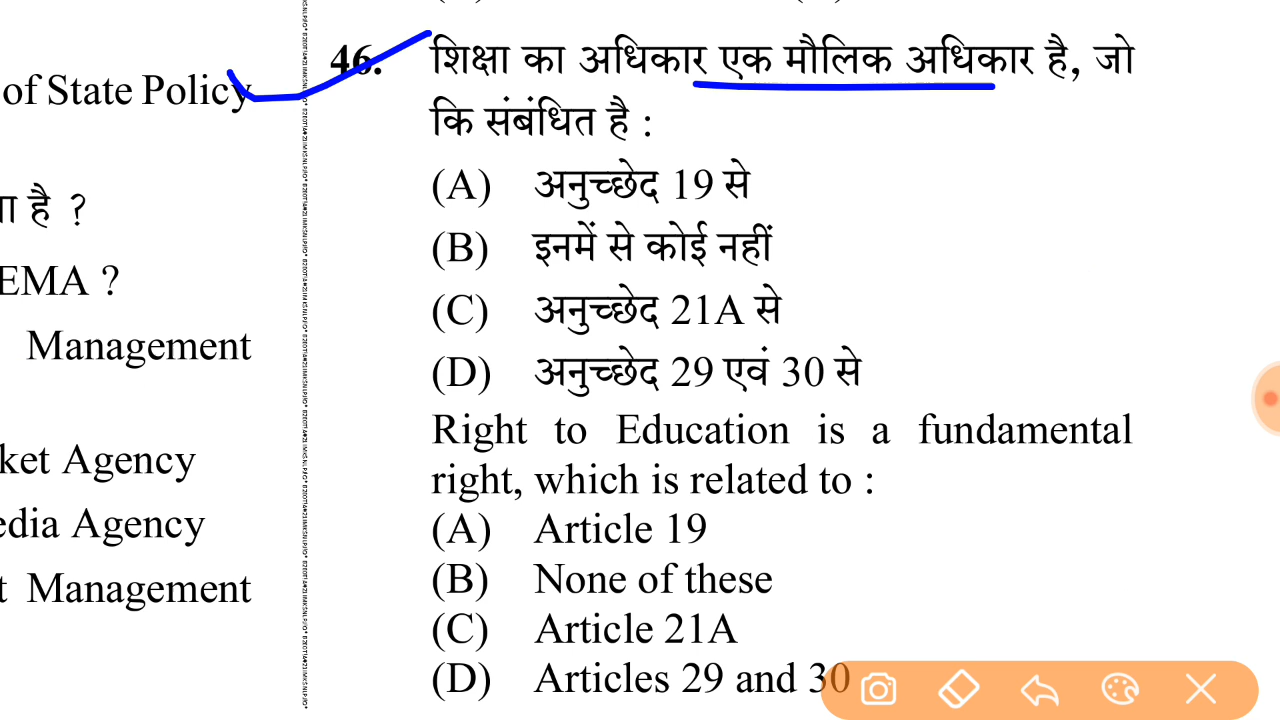 of State Policy
ा है ?
EMA ?
Management
ket Agency
edia Agency
t Management
46. शिक्षा का अधिकार एक मौलिक अधिकार है, जो
कि संबंधित है :
(A) अनुच्छेद 19 से
(B) इनमें से कोई नहीं
(C) अनुच्छेद 21A से
(D) अनुच्छेद 29 एवं 30 से
Right to Education is a fundamental
right, which is related to :
(A) Article 19
(B) None of these
(C) Article 21A
(D) Articles 29 and 30